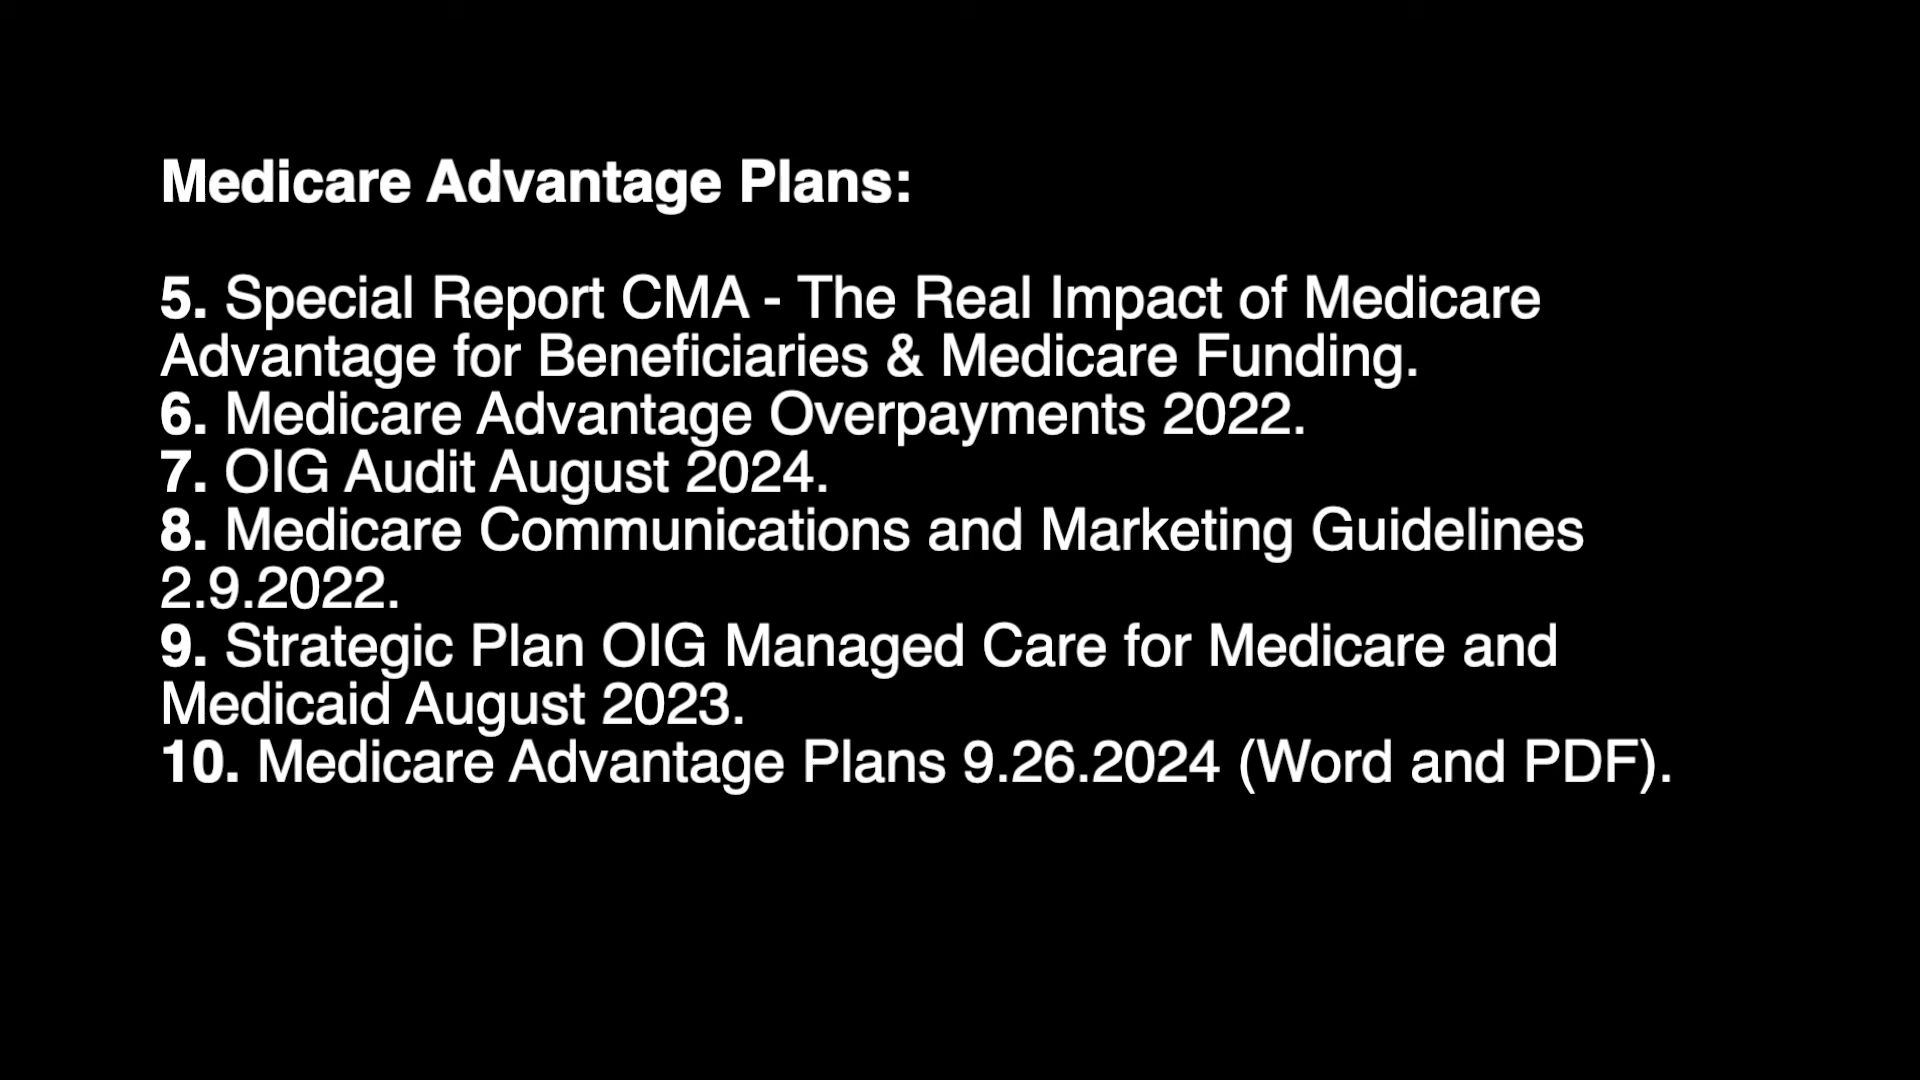 Medicare Advantage Plans:
5. Special Report CMA - The Real Impact of Medicare
Advantage for Beneficiaries & Medicare Funding.
6. Medicare Advantage Overpayments 2022.
7. OIG Audit August 2024.
8. Medicare Communications and Marketing Guidelines
2.9.2022.
9. Strategic Plan OIG Managed Care for Medicare and
Medicaid August 2023.
10. Medicare Advantage Plans 9.26.2024 (Word and PDF).